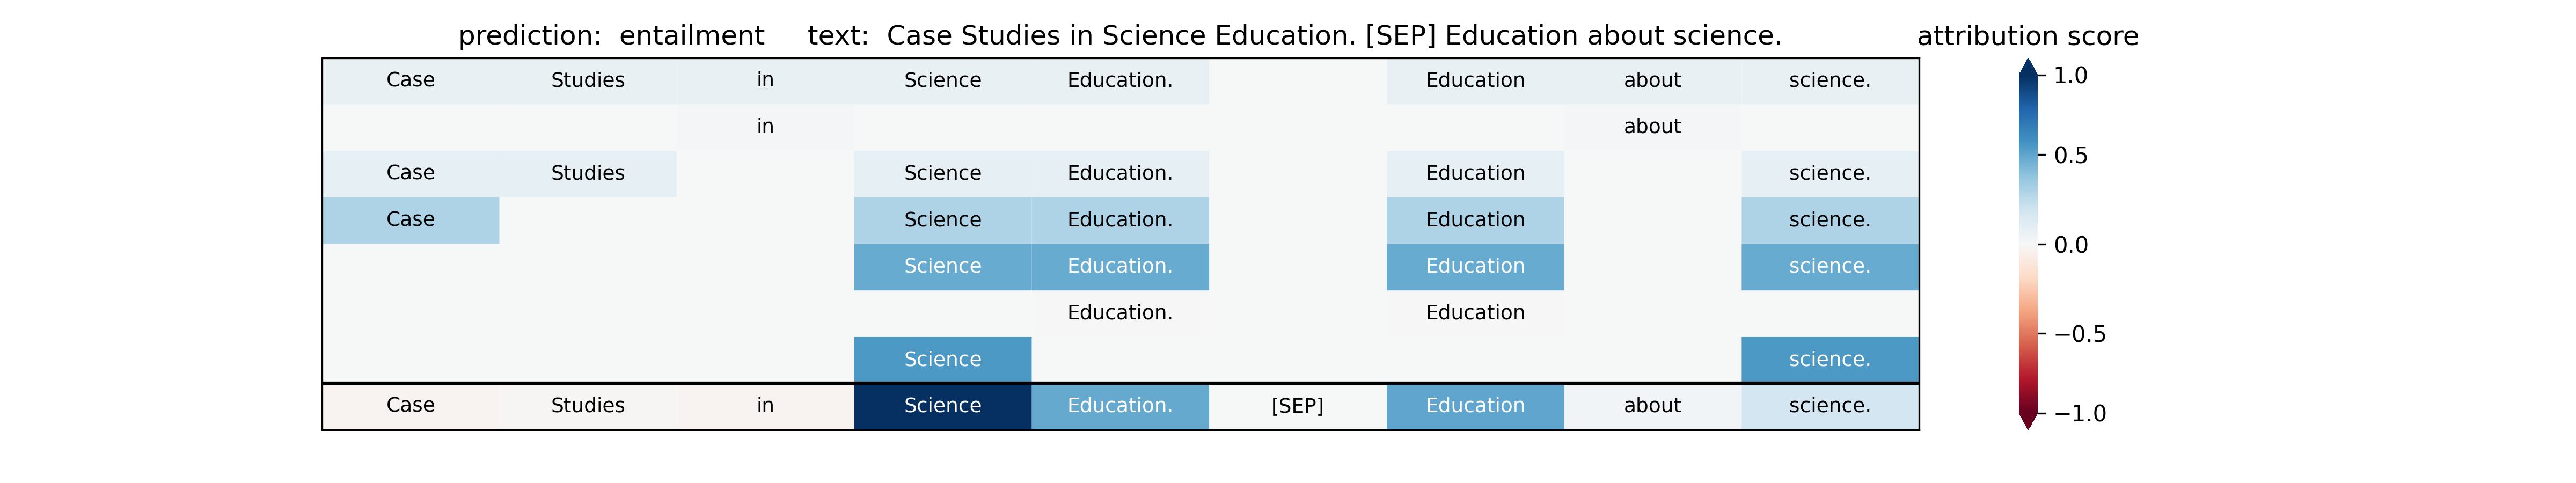 prediction:  entailment     text:  Case Studies in Science Education. [SEP] Education about science.
attribution score
Case Studies in Science Education. Education about science.
in about
Case Studies Science Education. Education science.
Case Science Education. Education science.
Science Education. Education science.
Education. Education
Science science.
Case Studies in Science Education. [SEP] Education about science.
1.0
0.5
0.0
−0.5
−1.0